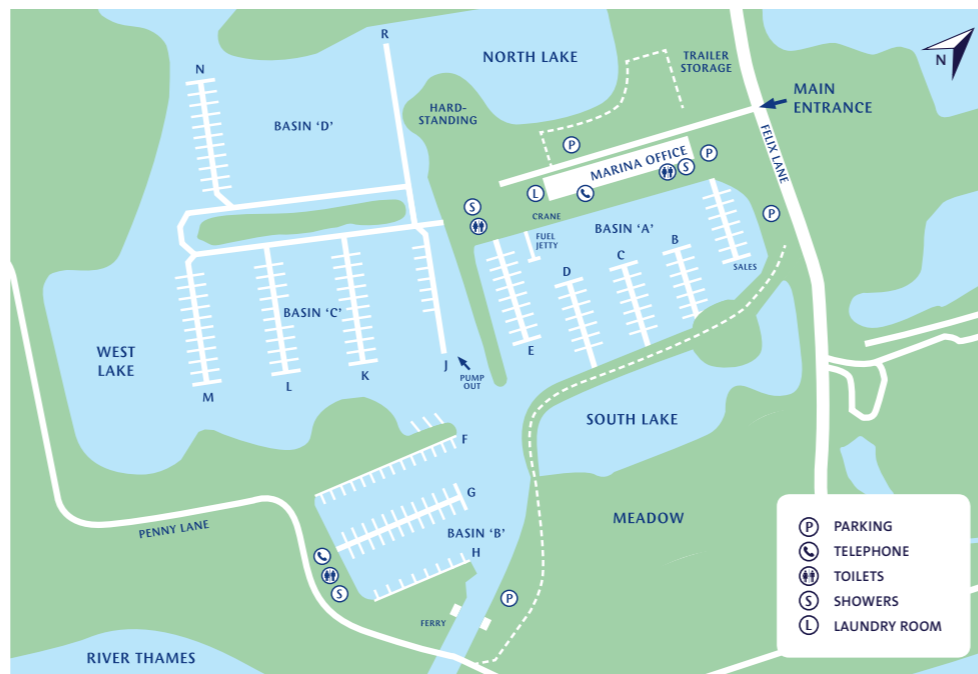 R
NORTH LAKE
TRAILER
STORAGE
N
N
MAIN
ENTRANCE
HARD-
STANDING
BASIN ‘D’
FELIX LANE
P
MARINA OFFICE
P
S
L
S
CRANE
P
FUEL
JETTY
BASIN ‘A’
B
C
D
SALES
BASIN ‘C’
E
WEST
LAKE
J
PUMP
OUT
K
L
M
SOUTH LAKE
F
G
MEADOW
PENNY LANE
BASIN ‘B’
H
S
P
FERRY
RIVER THAMES
P PARKING
TELEPHONE
TOILETS
S SHOWERS
L LAUNDRY ROOM